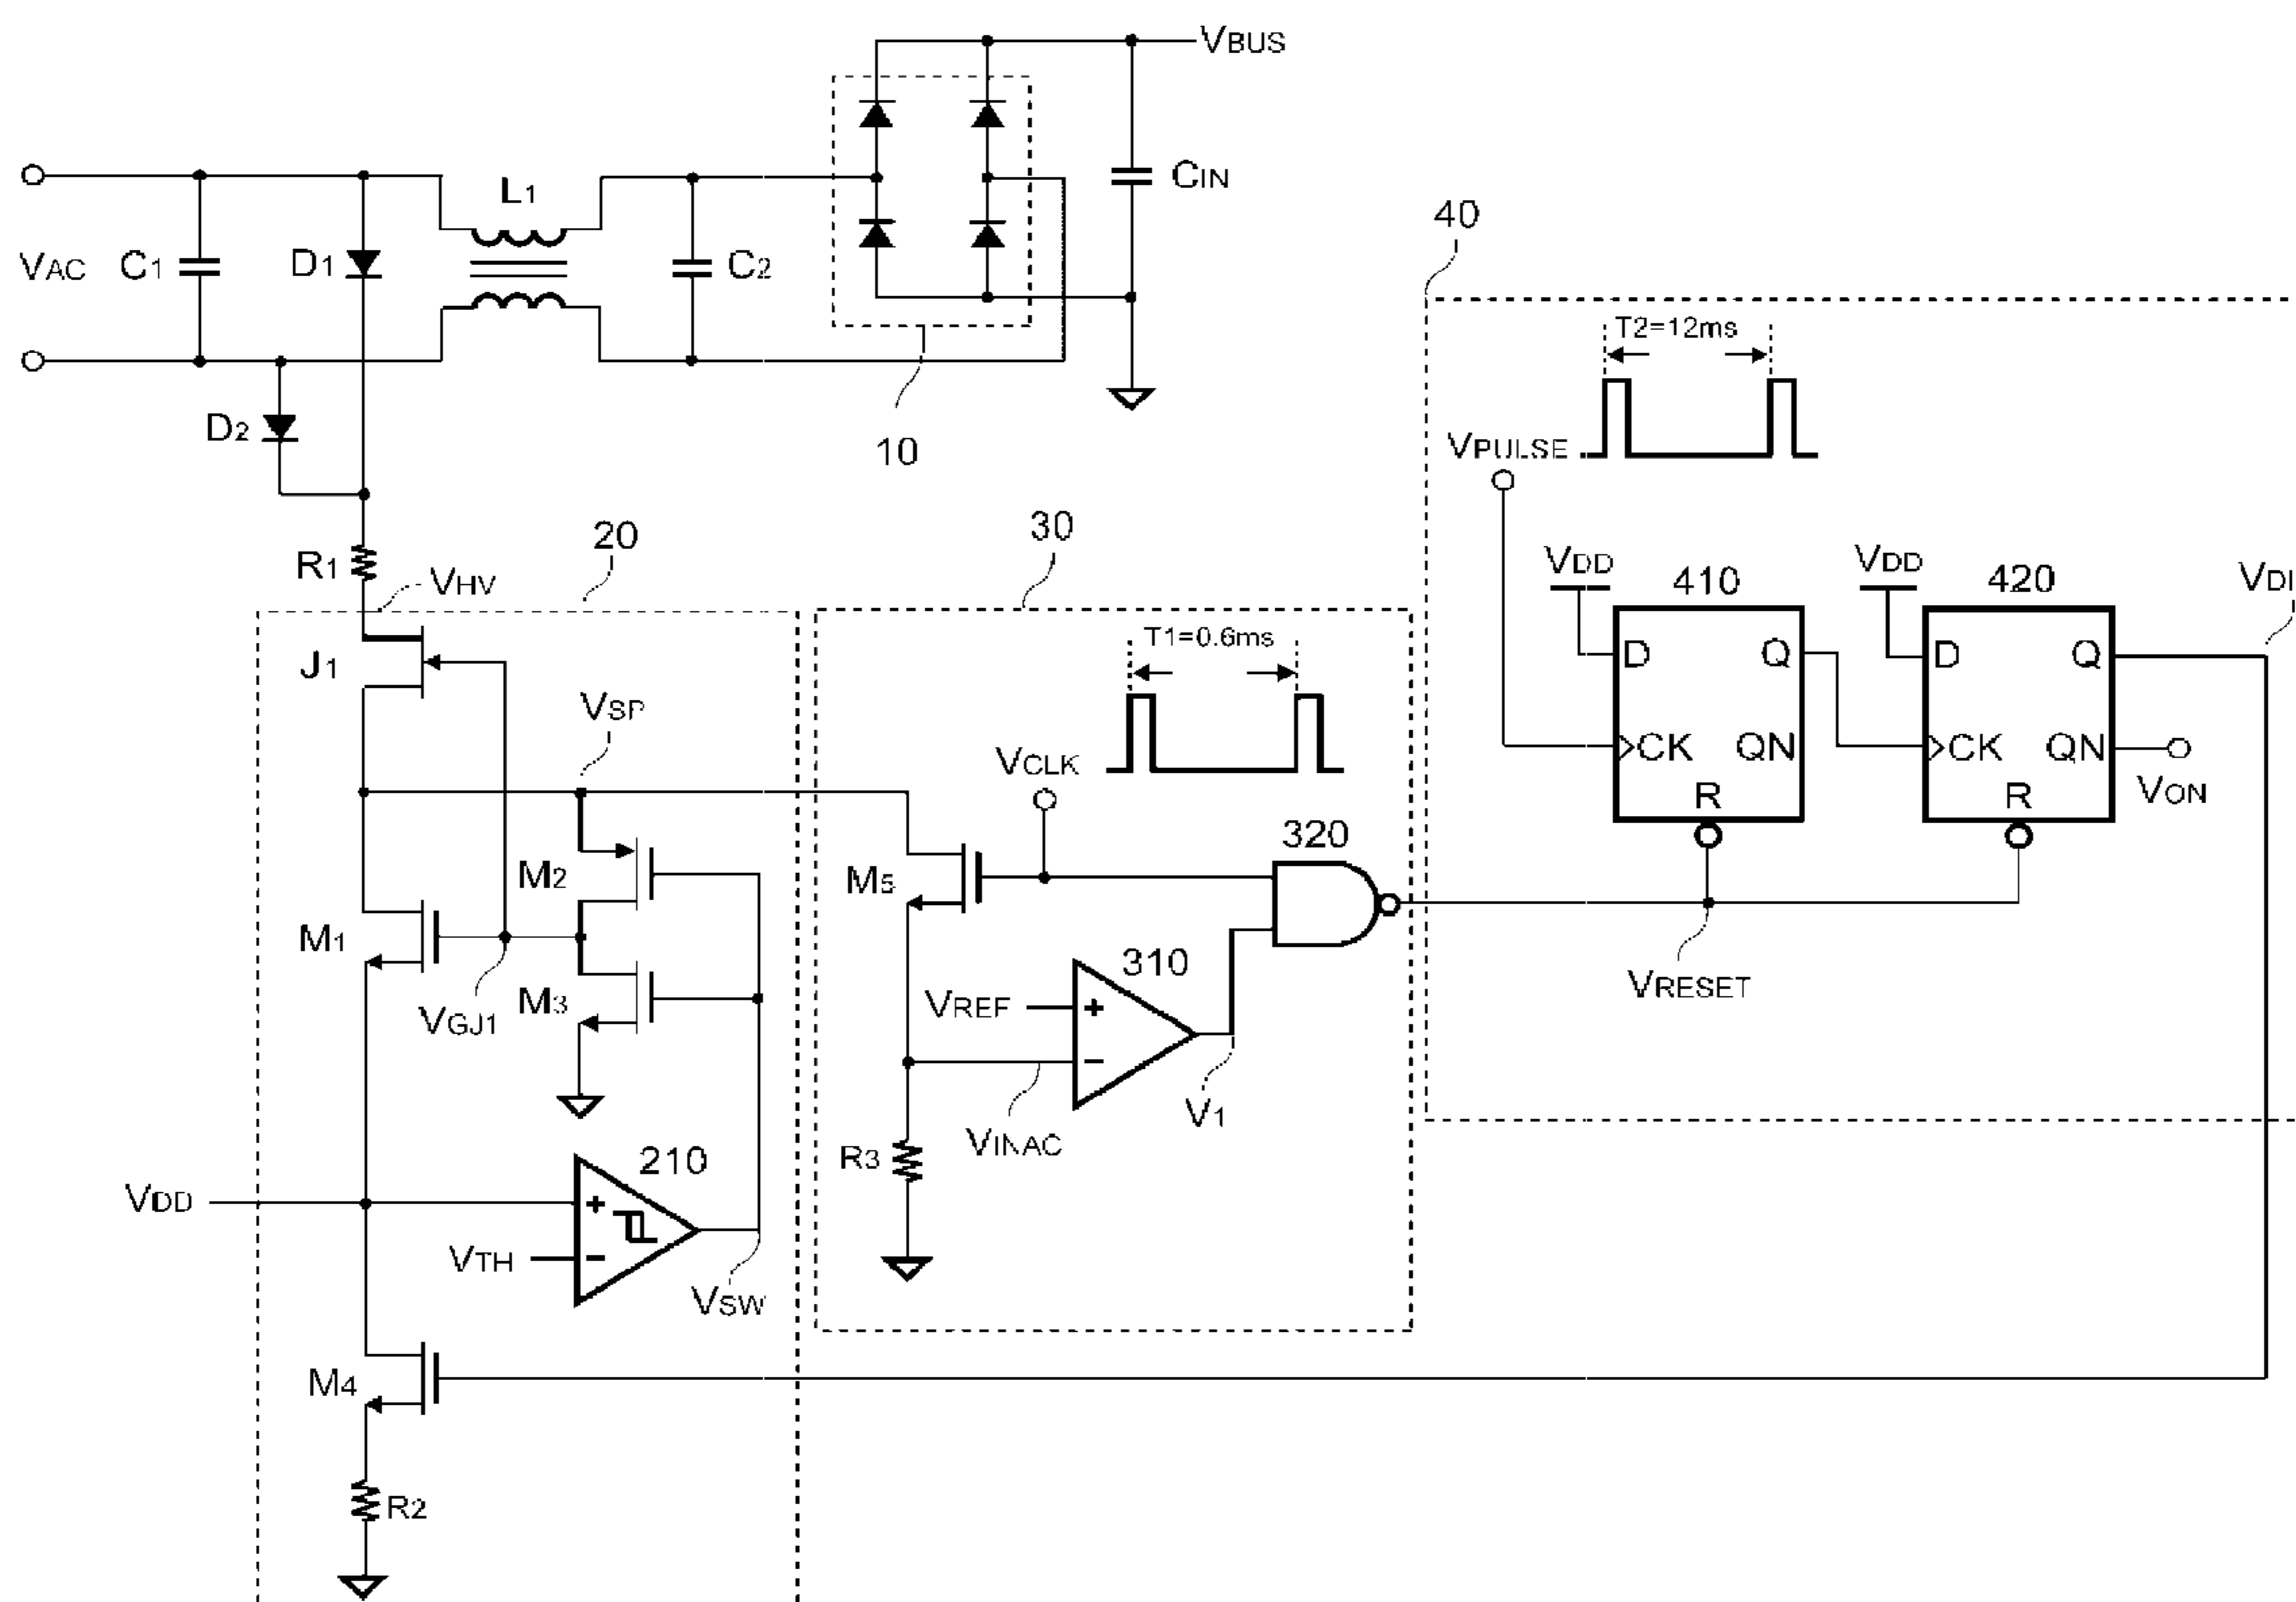 VBUS
L1
CIN
VAC
C1
D1
C2
40
T2=12ms
D2
10
VPULSE
20
30
R1
VHV
VDD
410
VDD
420
VDI
T1=0.6ms
D
Q
D
Q
J1
VSP
VCLK
CK
QN
CK
QN
R
R
VON
320
M2
M5
M1
310
VREF
+
M3
VGJ1
VRESET
−
V1
VINAC
R3
210
VDD
+
VTH
−
VSW
M4
R2